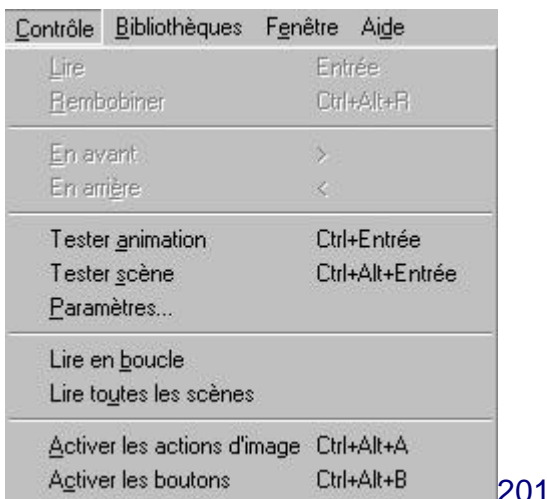 Contrôle Bibliothèques Fenêtre Aide
Lire Entrée
Rembobiner Ctrl+Alt+R
En avant >
En arrière <
Tester animation Ctrl+Entrée
Tester scène Ctrl+Alt+Entrée
Paramètres...
Lire en boucle
Lire toutes les scènes
Activer les actions d'image Ctrl+Alt+A
Activer les boutons Ctrl+Alt+B
201